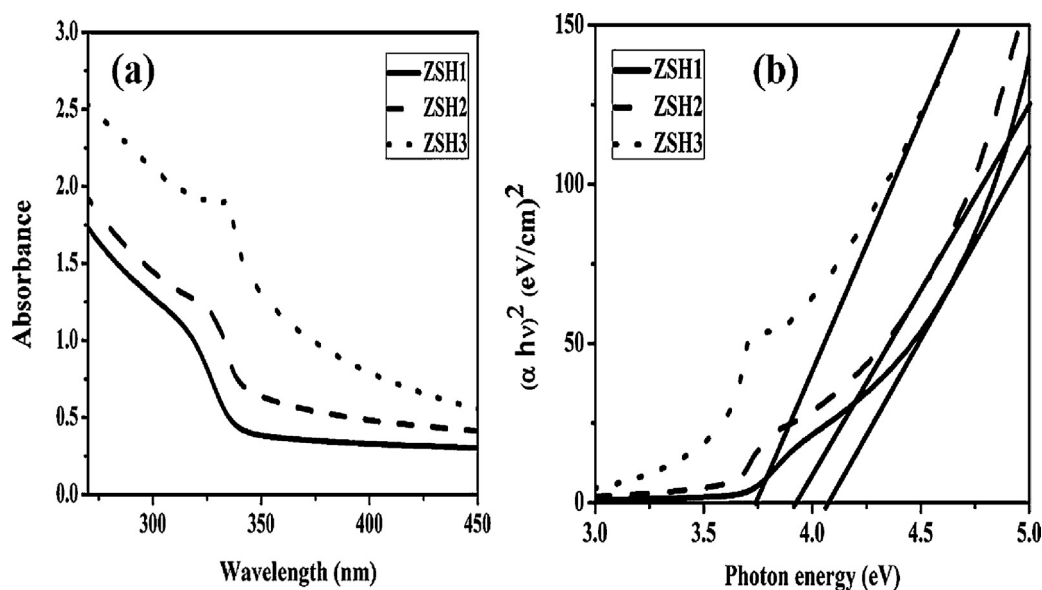 (a)
ZSH1
ZSH2
ZSH3
3.0
2.5
2.0
1.5
1.0
0.5
0.0
Absorbance
300
350
400
450
Wavelength (nm)
(b)
ZSH1
ZSH2
ZSH3
150
100
50
0
(α hν)² (eV/cm)²
3.0
3.5
4.0
4.5
5.0
Photon energy (eV)